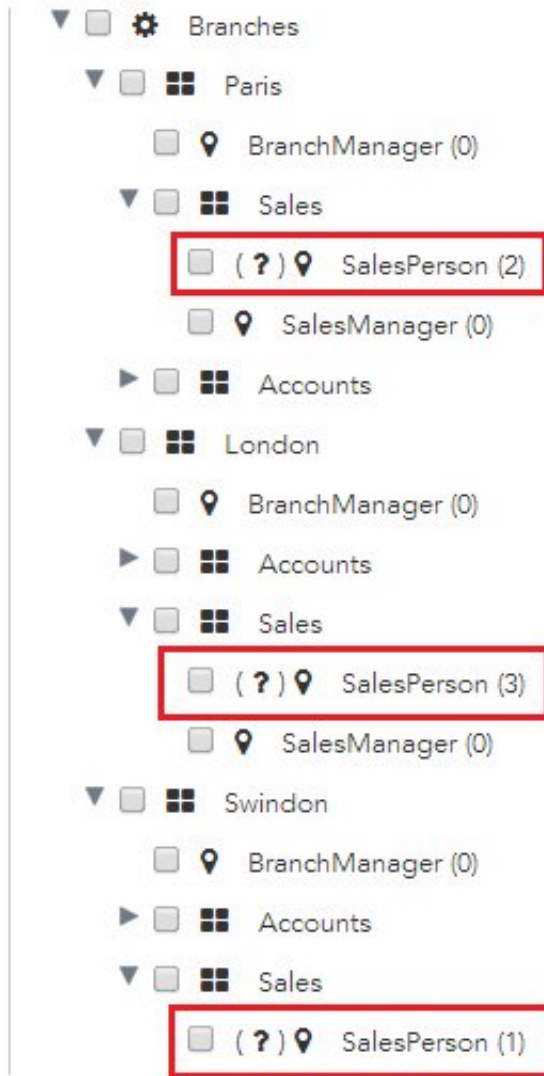 Branches
Paris
BranchManager (0)
Sales
( ? ) SalesPerson (2)
SalesManager (0)
Accounts
London
BranchManager (0)
Accounts
Sales
( ? ) SalesPerson (3)
SalesManager (0)
Swindon
BranchManager (0)
Accounts
Sales
( ? ) SalesPerson (1)